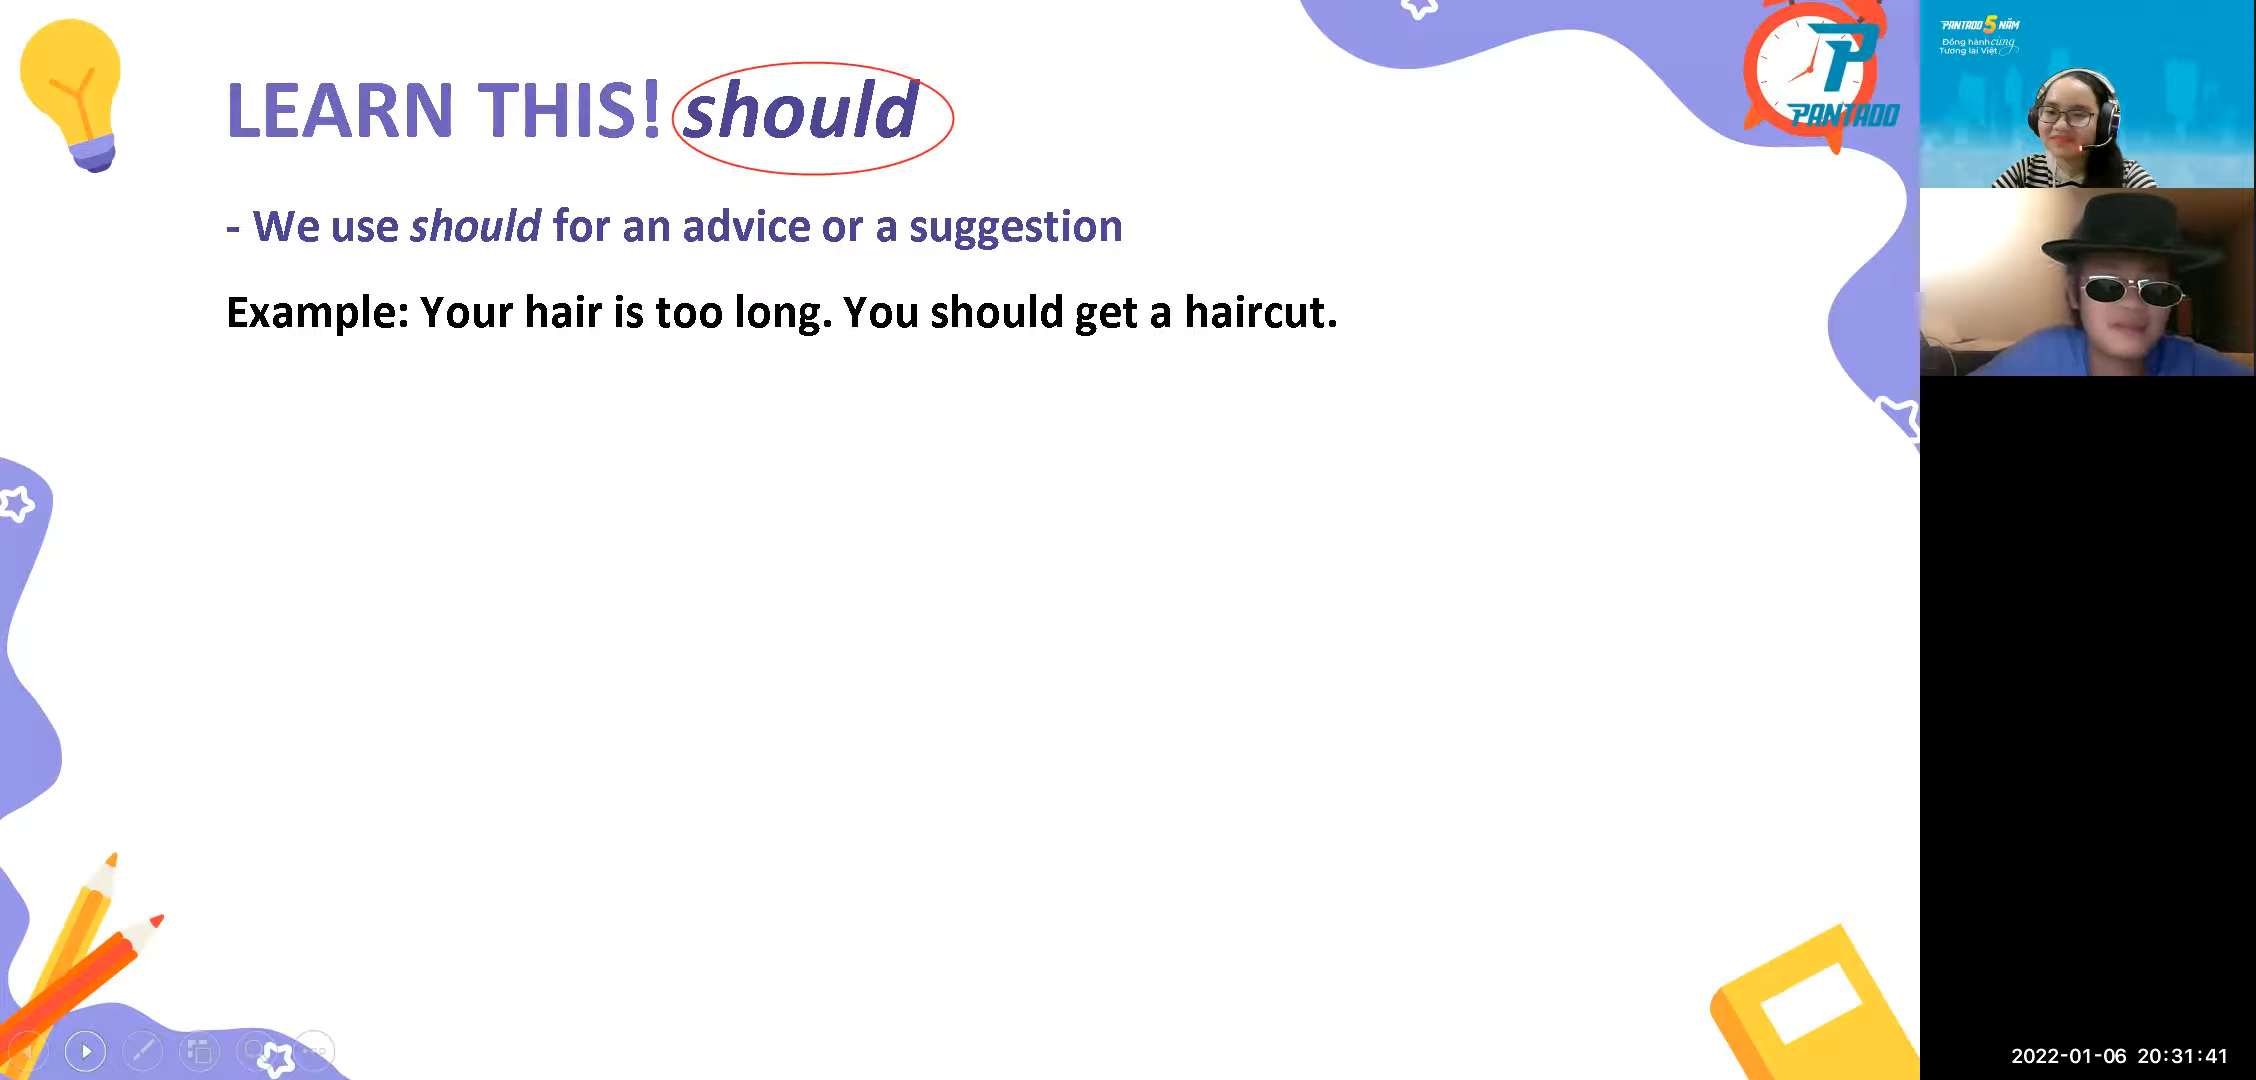 LEARN THIS! should
- We use should for an advice or a suggestion
Example: Your hair is too long. You should get a haircut.
PANTADO
PANTADO 5 NĂM
Đồng hành cùng
Tương lai Việt
2022-01-06 20:31:41